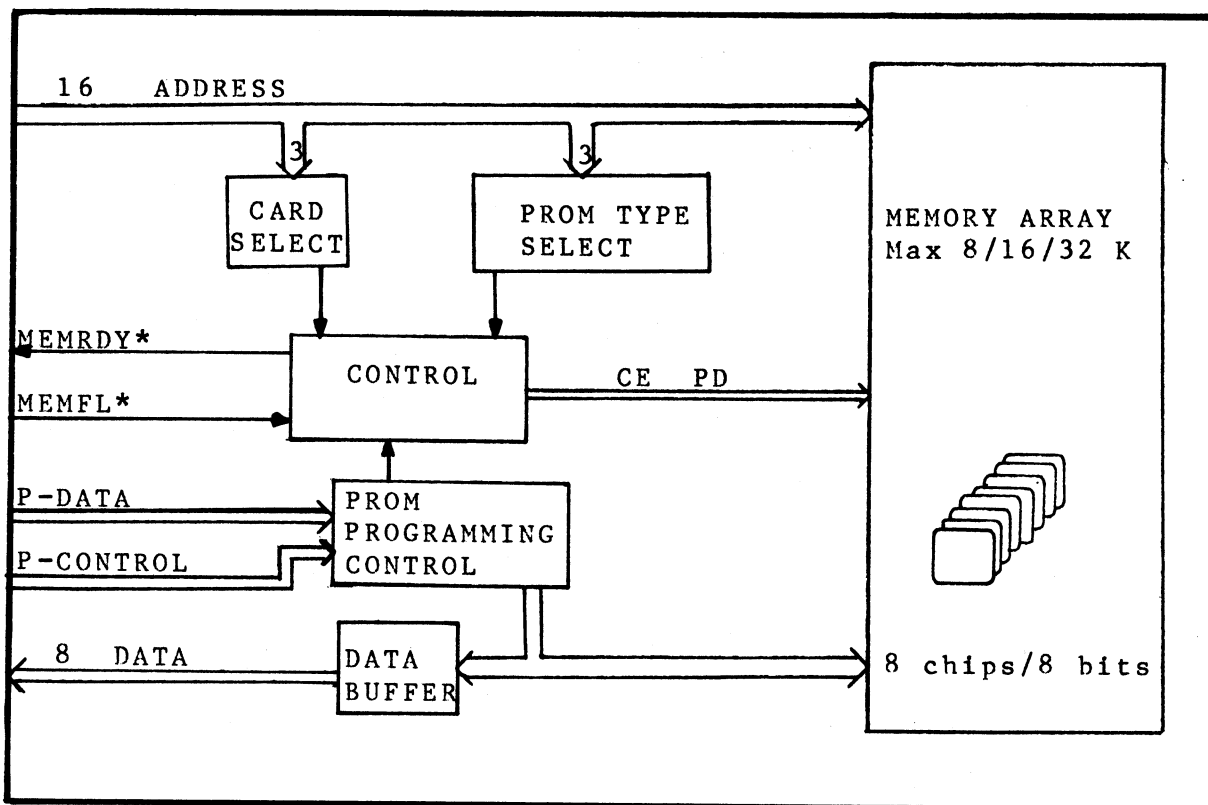 16 ADDRESS
3
3
CARD
SELECT
PROM TYPE
SELECT
MEMORY ARRAY
Max 8/16/32 K
MEMRDY*
CONTROL
CE PD
MEMFL*
P-DATA
PROM
PROGRAMMING
CONTROL
P-CONTROL
8 DATA
DATA
BUFFER
8 chips/8 bits